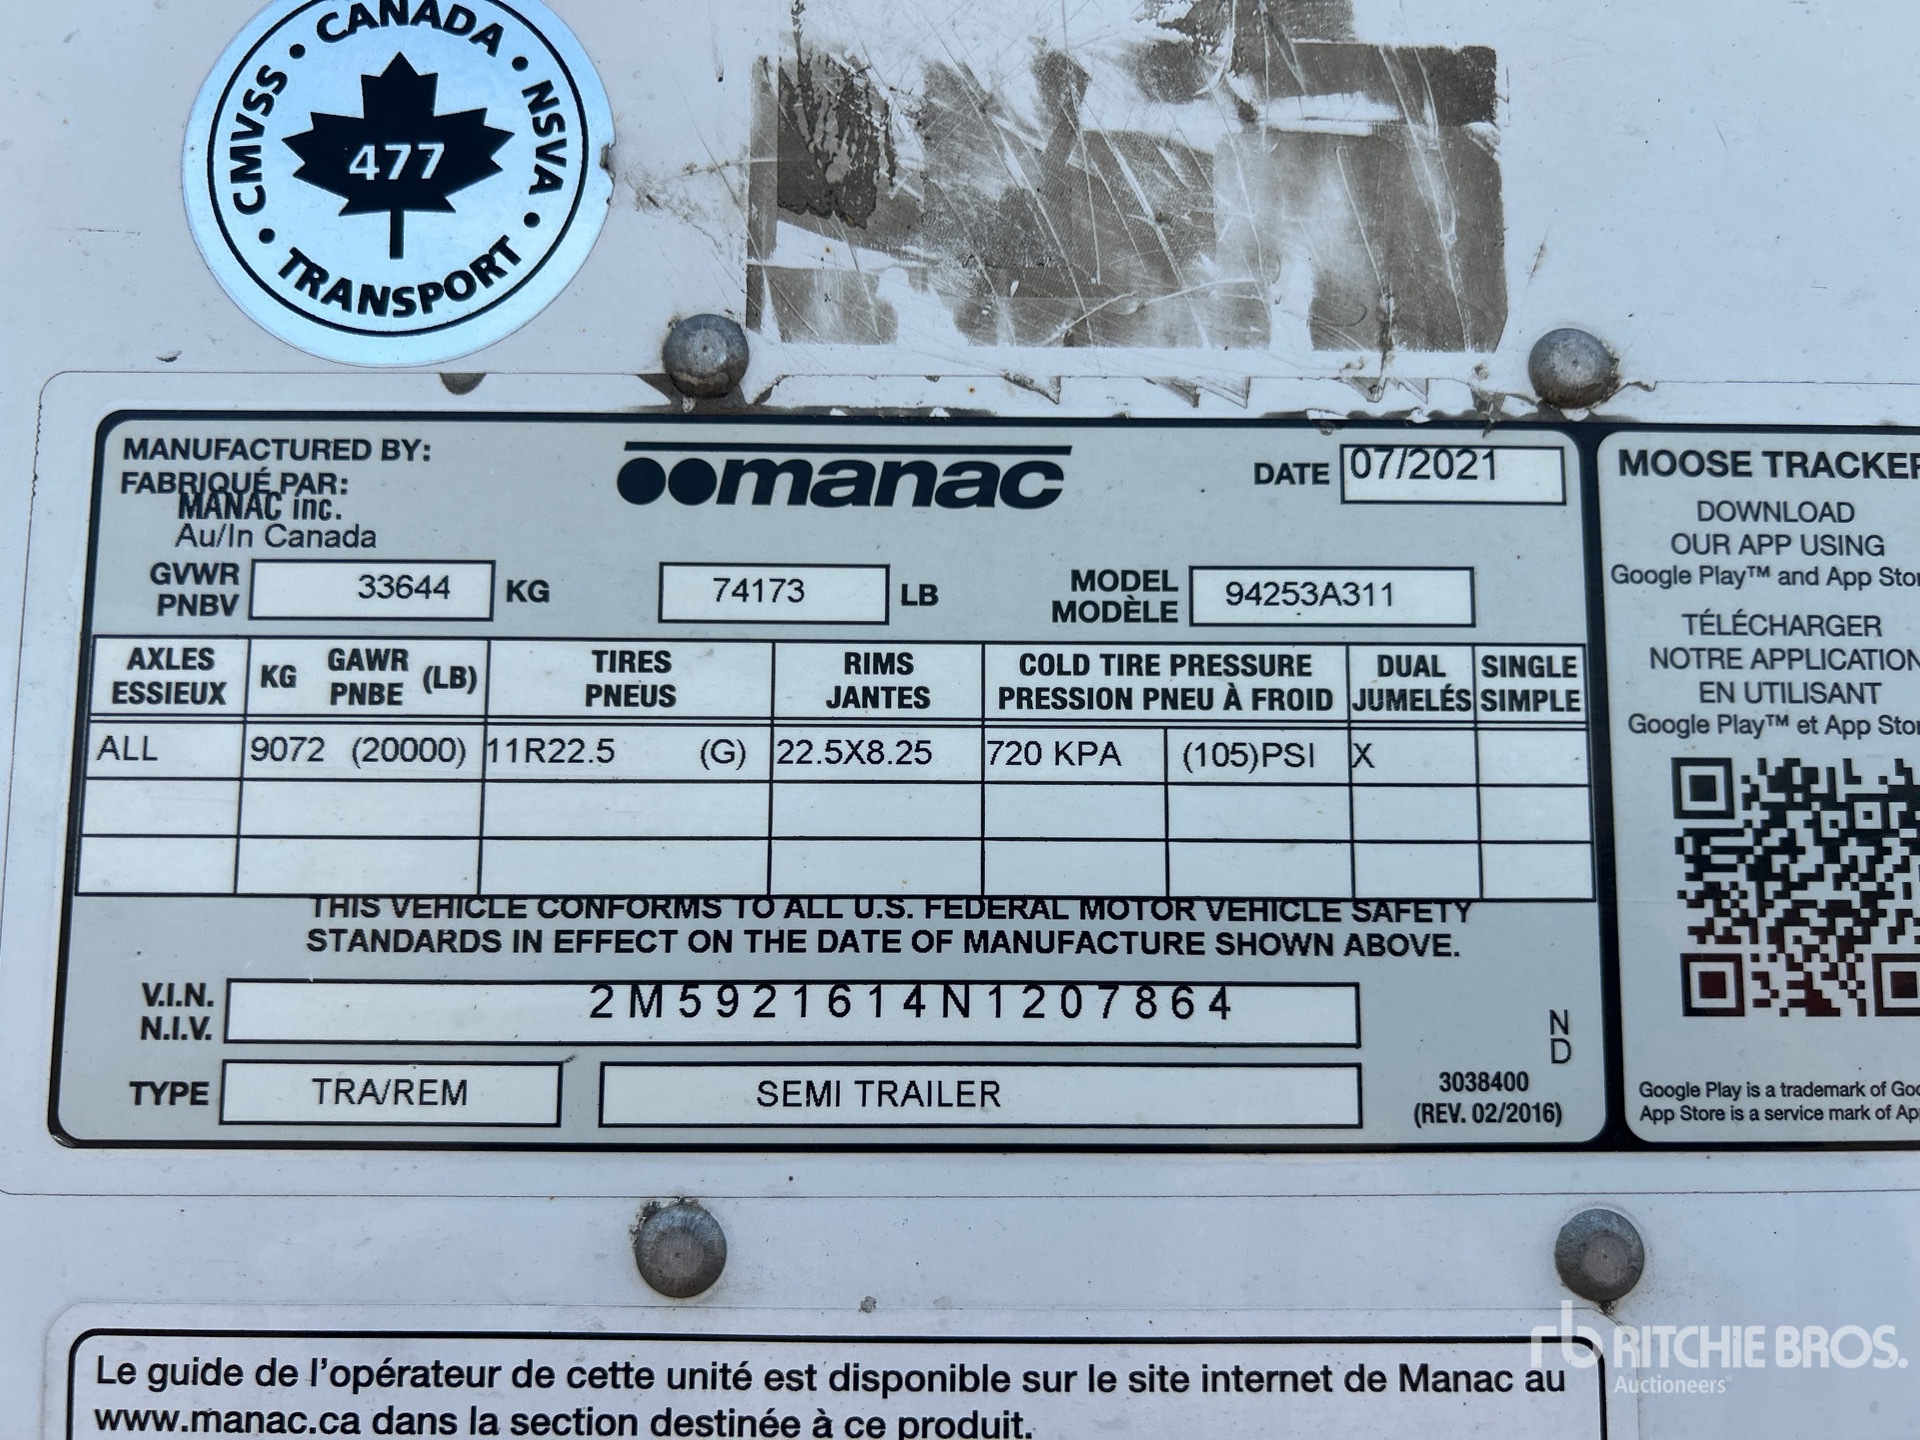 CANADA • NSVA • TRANSPORT • CMVSS •
477
MANUFACTURED BY:
FABRIQUÉ PAR:
MANAC inc.
Au/In Canada
manac
DATE 07/2021
GVWR
PNBV
33644 KG
74173 LB
MODEL
MODÈLE
94253A311
AXLES
ESSIEUX
KG GAWR (LB)
PNBE
TIRES
PNEUS
RIMS
JANTES
COLD TIRE PRESSURE
PRESSION PNEU À FROID
DUAL
JUMELÉS
SINGLE
SIMPLE
ALL 9072 (20000) 11R22.5 (G) 22.5X8.25 720 KPA (105)PSI X
THIS VEHICLE CONFORMS TO ALL U.S. FEDERAL MOTOR VEHICLE SAFETY
STANDARDS IN EFFECT ON THE DATE OF MANUFACTURE SHOWN ABOVE.
V.I.N.
N.I.V.
2M5921614N1207864
TYPE TRA/REM SEMI TRAILER
N
D
3038400
(REV. 02/2016)
MOOSE TRACKER
DOWNLOAD
OUR APP USING
Google Play™ and App Stor
TÉLÉCHARGER
NOTRE APPLICATION
EN UTILISANT
Google Play™ et App Stor
Google Play is a trademark of Goo
App Store is a service mark of Ap
Le guide de l'opérateur de cette unité est disponible sur le site internet de Manac au
www.manac.ca dans la section destinée à ce produit.
rb RITCHIE BROS.
Auctioneers